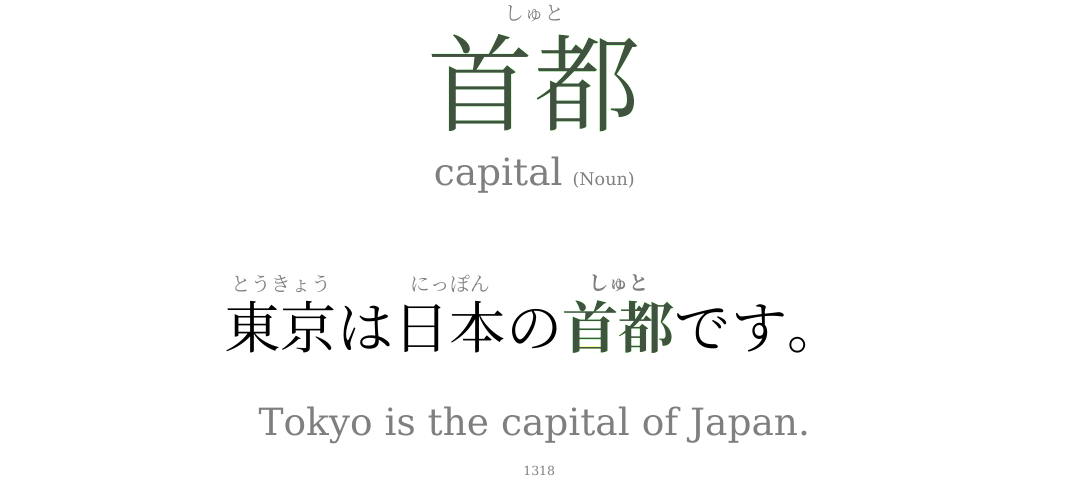 しゅと
首都
capital (Noun)
とうきょう にっぽん しゅと
東京は日本の首都です。
Tokyo is the capital of Japan.
1318